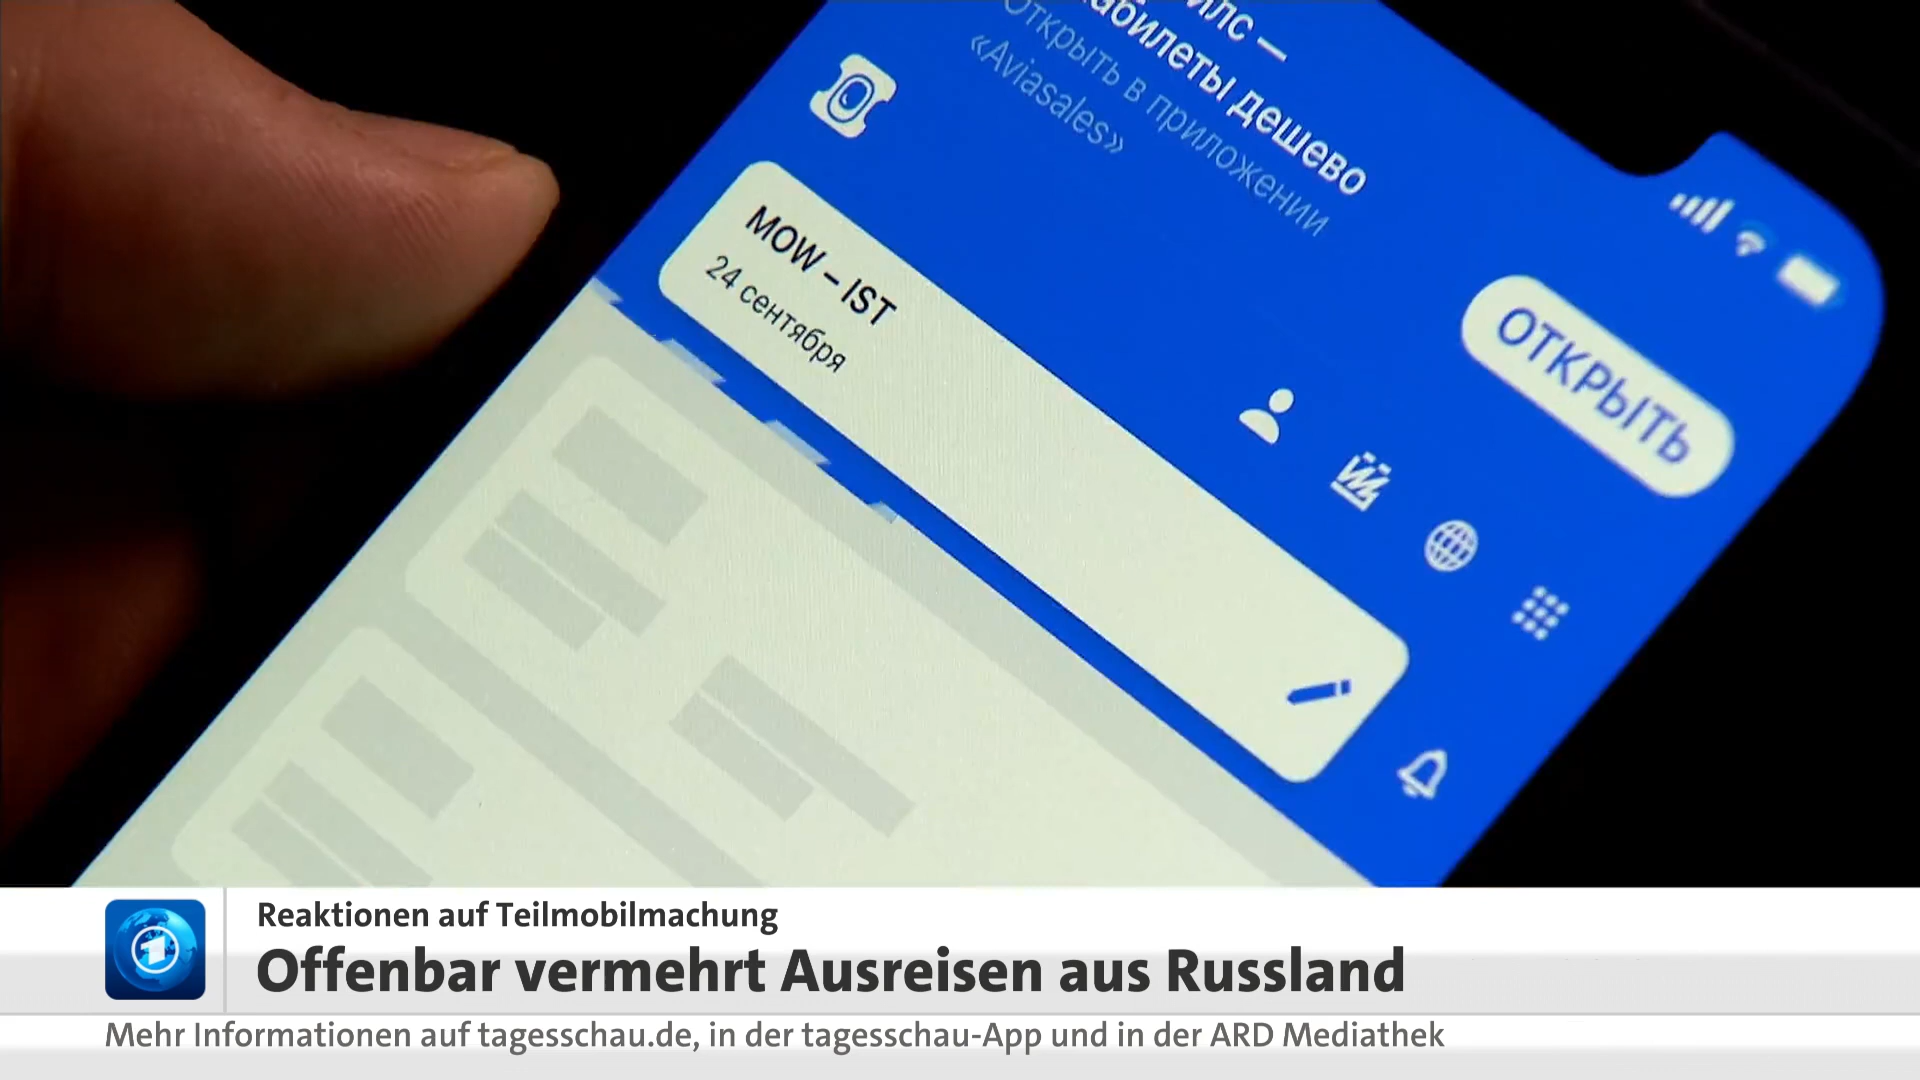 дешево
Открыть в приложении
«Aviasales»
MOW – IST
24 сентября
ОТКРЫТЬ
1
Reaktionen auf Teilmobilmachung
Offenbar vermehrt Ausreisen aus Russland
Mehr Informationen auf tagesschau.de, in der tagesschau-App und in der ARD Mediathek